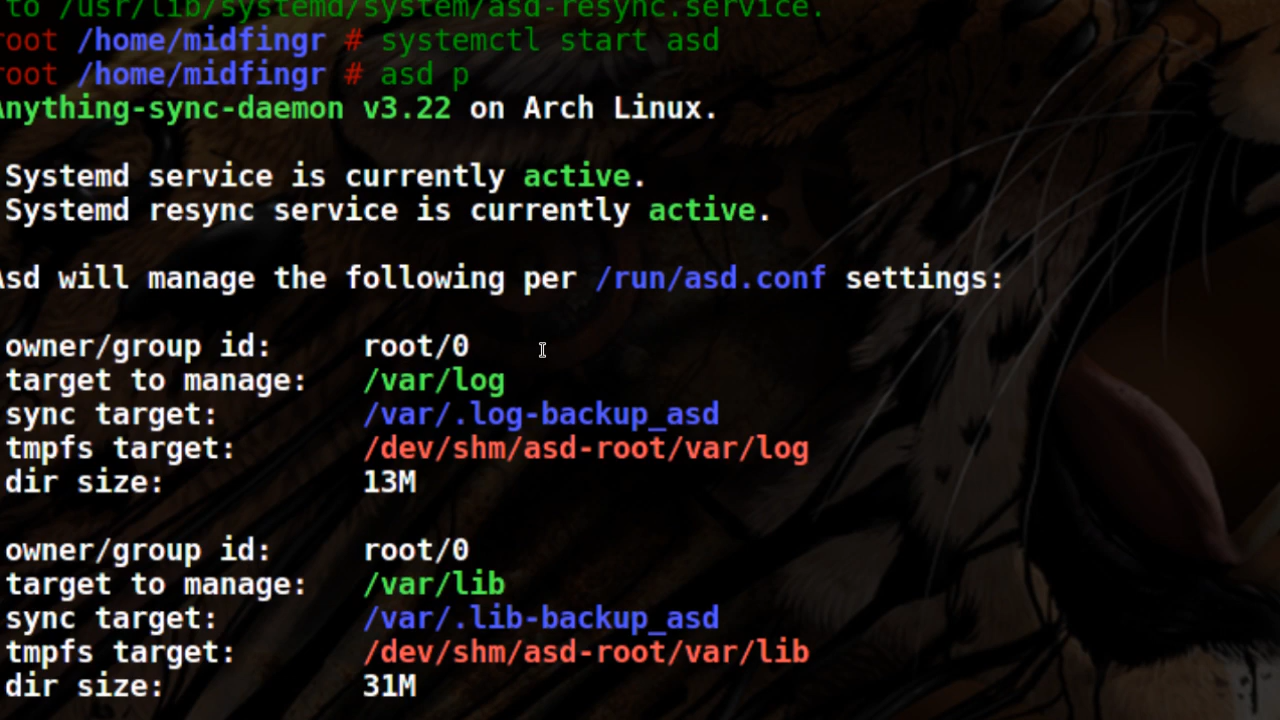 to /usr/lib/systemd/system/asd-resync.service.
root /home/midfingr # systemctl start asd
root /home/midfingr # asd p
Anything-sync-daemon v3.22 on Arch Linux.
Systemd service is currently active.
Systemd resync service is currently active.
Asd will manage the following per /run/asd.conf settings:
owner/group id: root/0
target to manage: /var/log
sync target: /var/.log-backup_asd
tmpfs target: /dev/shm/asd-root/var/log
dir size: 13M
owner/group id: root/0
target to manage: /var/lib
sync target: /var/.lib-backup_asd
tmpfs target: /dev/shm/asd-root/var/lib
dir size: 31M